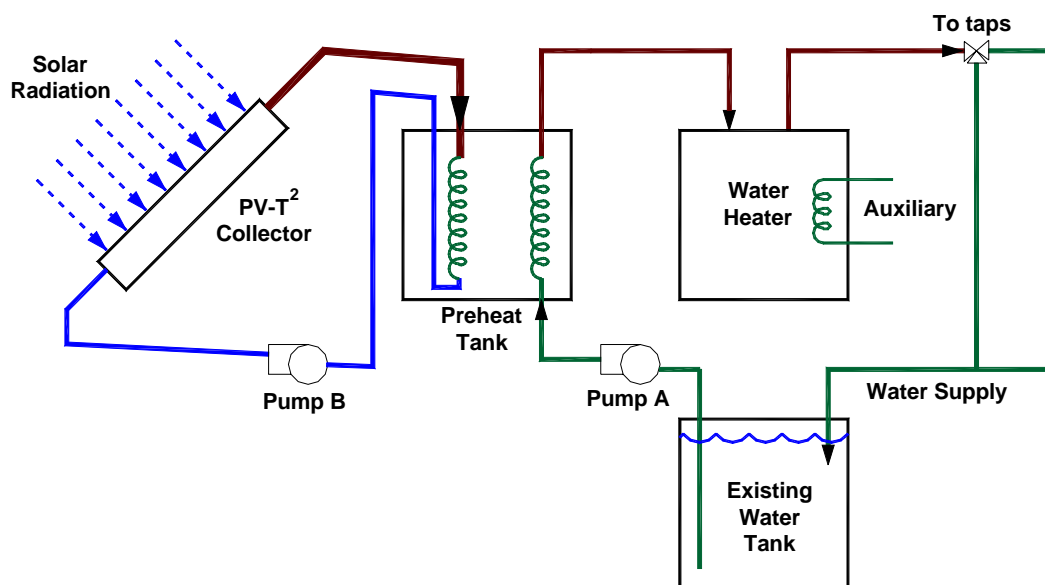 To taps
Solar
Radiation
PV-T²
Collector
Water
Heater
Auxiliary
Preheat
Tank
Pump B
Pump A
Water Supply
Existing
Water
Tank